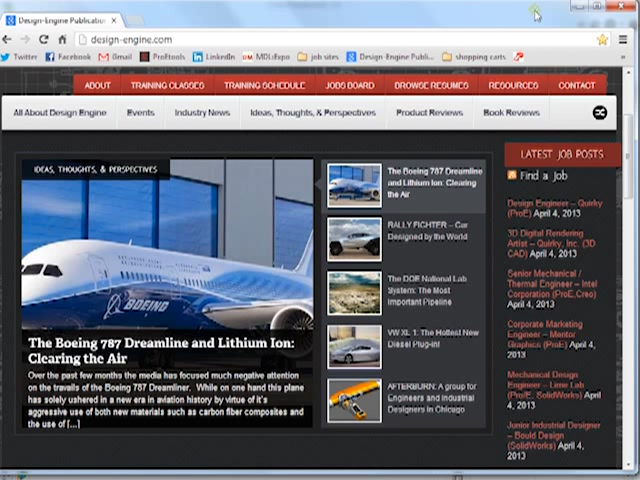 Design-Engine Publication
design-engine.com
Twitter
Facebook
Gmail
ProEtools
LinkedIn
MDL:Expo
job sites
Design-Engine Publi...
shopping carts
ABOUT
TRAINING CLASSES
TRAINING SCHEDULE
JOBS BOARD
BROWSE RESUMES
RESOURCES
CONTACT
All About Design Engine
Events
Industry News
Ideas, Thoughts, & Perspectives
Product Reviews
Book Reviews
IDEAS, THOUGHTS, & PERSPECTIVES
BOEING
The Boeing 787 Dreamline and Lithium Ion:
Clearing the Air
Over the past few months the media has focused much negative attention
on the travails of the Boeing 787 Dreamliner. While on one hand this plane
has solely ushered in a new era in aviation history by virtue of it's
aggressive use of both new materials such as carbon fiber composites and
the use of [...]
The Boeing 787 Dreamline
and Lithium Ion: Clearing
the Air
RALLY FIGHTER – Car
Designed by the World
The DOE National Lab
System: The Most
Important Pipeline
VW XL 1: The Hottest New
Diesel Plug-in!
AFTERBURN: A group for
Engineers and Industrial
Designers in Chicago
LATEST JOB POSTS
Find a Job
Design Engineer – Quirky
(ProE) April 4, 2013
3D Digital Rendering
Artist – Quirky, Inc. (3D
CAD) April 4, 2013
Senior Mechanical /
Thermal Engineer – Intel
Corporation (ProE,Creo)
April 4, 2013
Corporate Marketing
Engineer – Mentor
Graphics (ProE) April 4,
2013
Mechanical Design
Engineer – Lime Lab
(Pro/E, SolidWorks) April
4, 2013
Junior Industrial Designer
– Bould Design
(SolidWorks) April 4,
2013